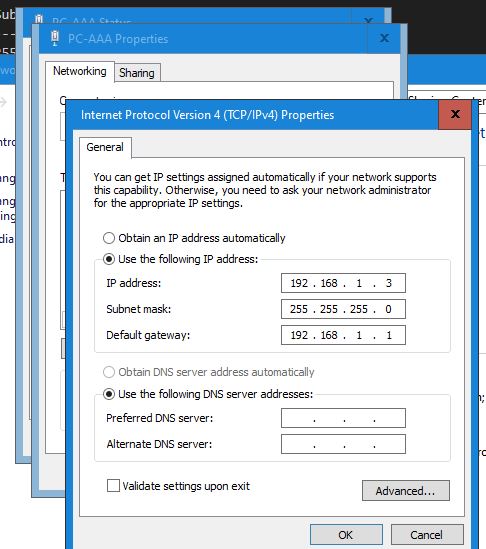 Sub
PC-AAA Status
PC-AAA Properties
Networking
Sharing
Internet Protocol Version 4 (TCP/IPv4) Properties
General
You can get IP settings assigned automatically if your network supports
this capability. Otherwise, you need to ask your network administrator
for the appropriate IP settings.
Obtain an IP address automatically
Use the following IP address:
IP address:
192 . 168 . 1 . 3
Subnet mask:
255 . 255 . 255 . 0
Default gateway:
192 . 168 . 1 . 1
Obtain DNS server address automatically
Use the following DNS server addresses:
Preferred DNS server:
. . .
Alternate DNS server:
. . .
Validate settings upon exit
Advanced...
OK
Cancel